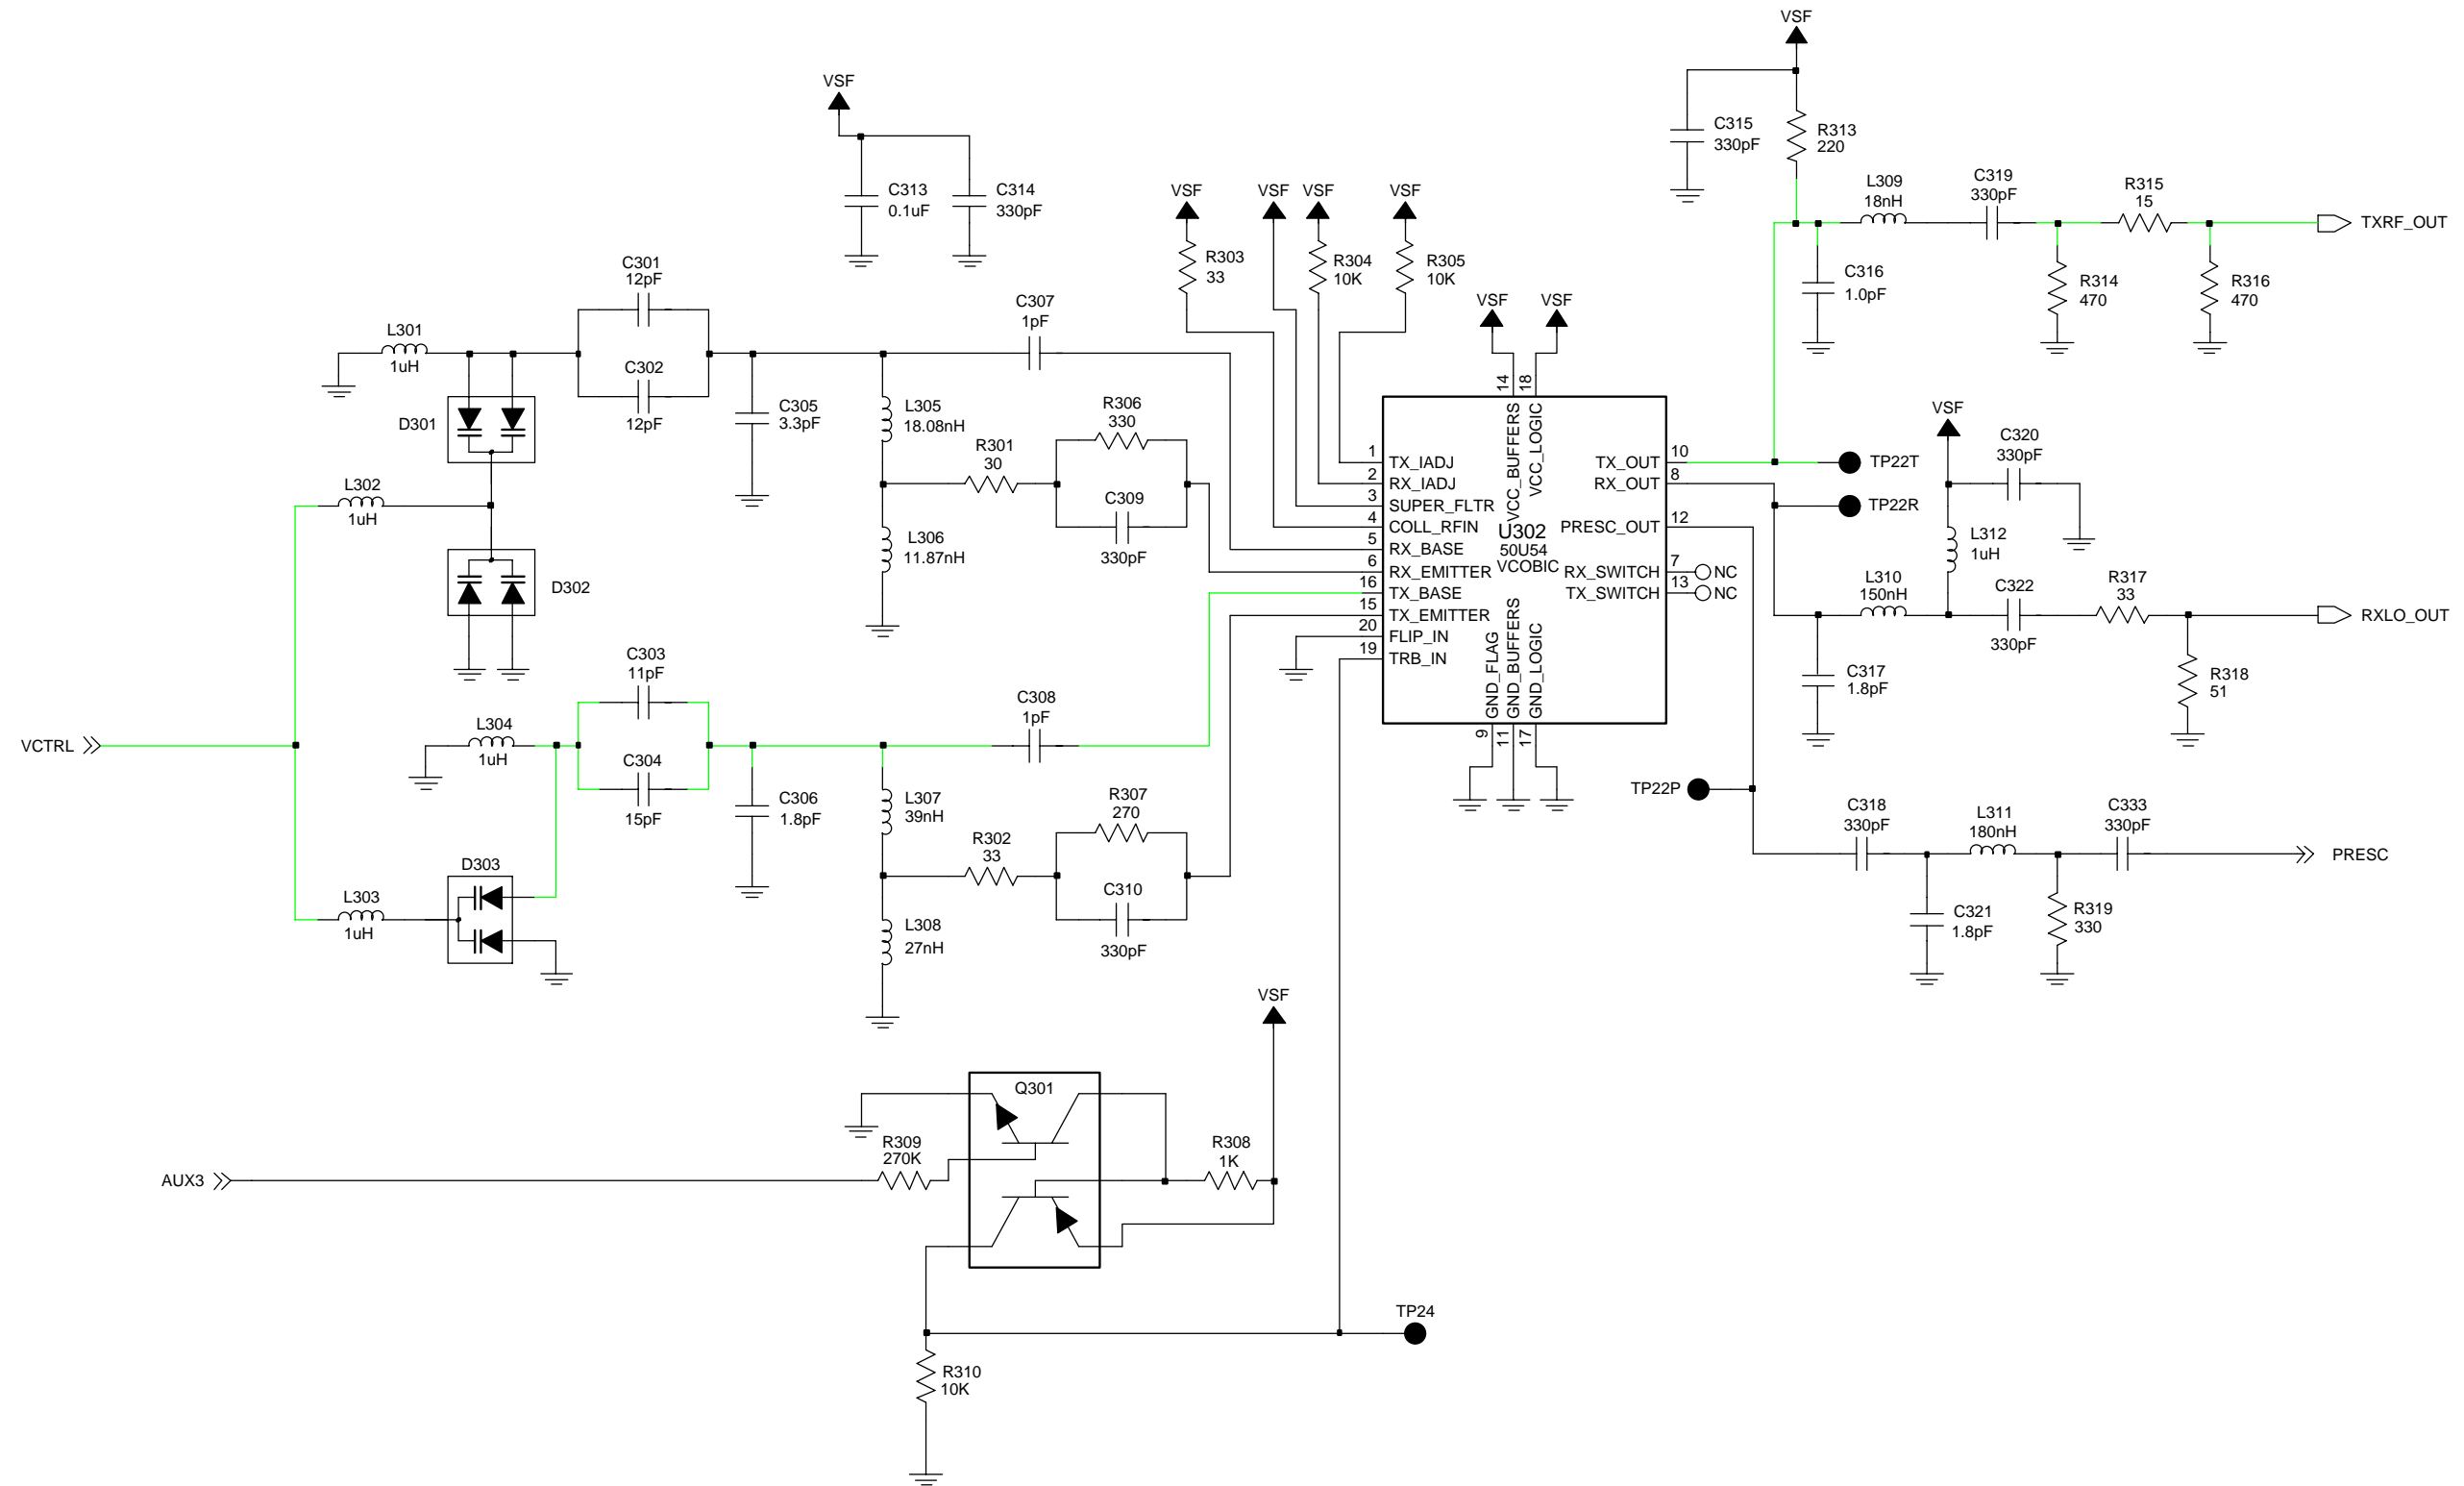 VSF
C315
330pF
R313
220
VSF
C313
0.1uF
C314
330pF
VSF
VSF
VSF
VSF
R303
33
R304
10K
R305
10K
L309
18nH
C319
330pF
R315
15
TXRF_OUT
C316
1.0pF
R314
470
R316
470
C301
12pF
C302
12pF
L301
1uH
D301
C305
3.3pF
C307
1pF
VSF
VSF
L305
18.08nH
R306
330
R301
30
C309
330pF
L302
1uH
L306
11.87nH
D302
14
18
VCC_BUFFERS
VCC_LOGIC
1
TX_IADJ
2
RX_IADJ
3
SUPER_FLTR
4
COLL_RFIN
5
RX_BASE
6
RX_EMITTER
16
TX_BASE
15
TX_EMITTER
20
FLIP_IN
19
TRB_IN
U302
50U54
VCOBIC
TX_OUT
10
RX_OUT
8
PRESC_OUT
12
RX_SWITCH
7
NC
TX_SWITCH
13
NC
GND_FLAG
GND_BUFFERS
GND_LOGIC
9
11
17
TP22T
TP22R
VSF
C320
330pF
L312
1uH
L310
150nH
C322
330pF
R317
33
RXLO_OUT
C317
1.8pF
R318
51
C303
11pF
VCTRL
L304
1uH
C304
15pF
C306
1.8pF
C308
1pF
L307
39nH
R307
270
R302
33
C310
330pF
D303
L303
1uH
L308
27nH
TP22P
C318
330pF
L311
180nH
C333
330pF
PRESC
C321
1.8pF
R319
330
VSF
Q301
R309
270K
R308
1K
AUX3
TP24
R310
10K